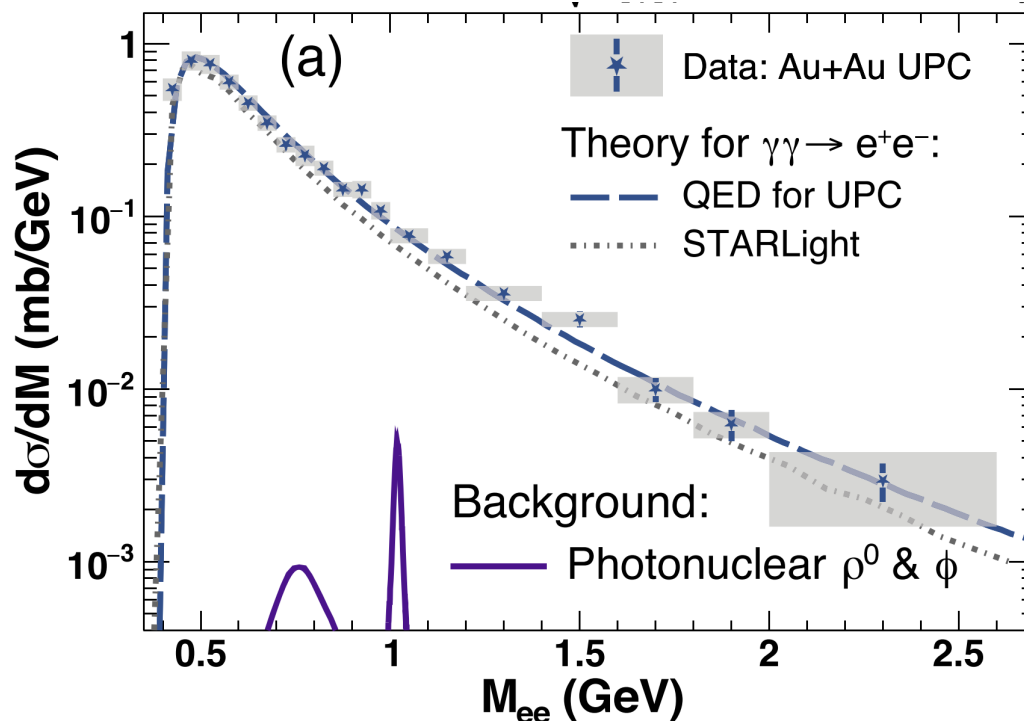 (a)
Data: Au+Au UPC
Theory for γγ→ e⁺e⁻:
QED for UPC
STARLight
Background:
Photonuclear ρ⁰ & ϕ
dσ/dM (mb/GeV)
1
10⁻¹
10⁻²
10⁻³
0.5 1 1.5 2 2.5
Mₑₑ (GeV)